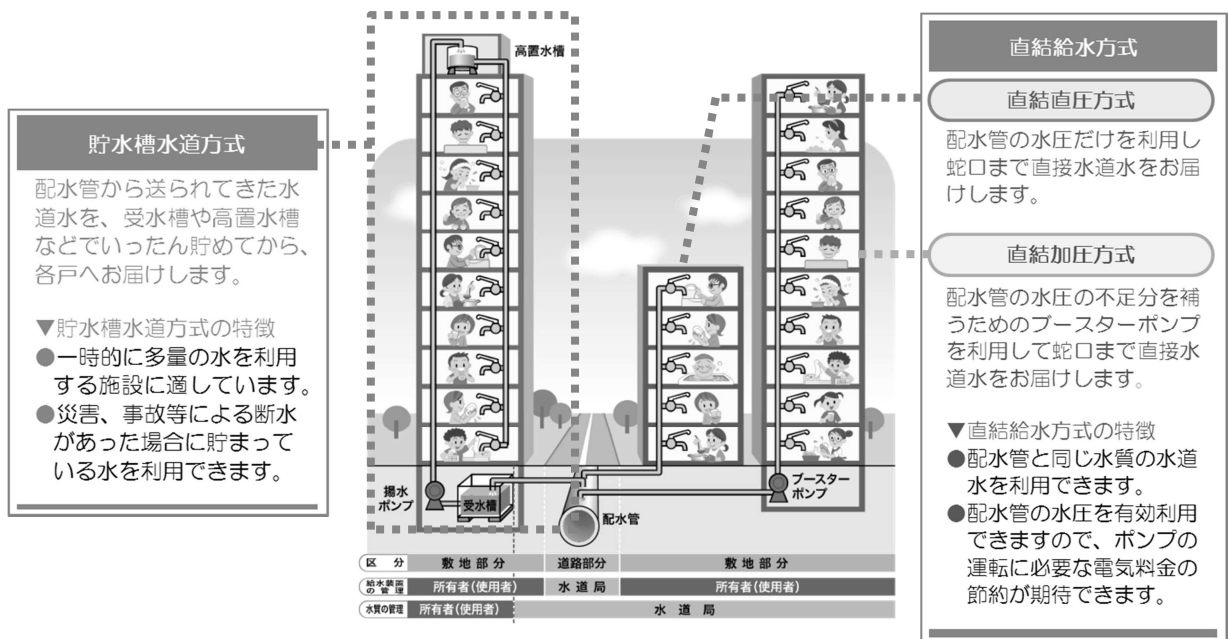 貯水槽水道方式
配水管から送られてきた水
道水を、受水槽や高置水槽
などでいったん貯めてから、
各戸へお届けします。
▼貯水槽水道方式の特徴
●一時的に多量の水を利用
する施設に適しています。
●災害、事故等による断水
があった場合に貯まって
いる水を利用できます。
高置水槽
揚水
ポンプ
受水槽
配水管
ブースター
ポンプ
区 分 敷地部分 道路部分 敷地部分
給水装置
の管理 所有者(使用者) 水道局 所有者(使用者)
水質の管理 所有者(使用者) 水道局
直結給水方式
直結直圧方式
配水管の水圧だけを利用し
蛇口まで直接水道水をお届
けします。
直結加圧方式
配水管の水圧の不足分を補
うためのブースターポンプ
を利用して蛇口まで直接水
道水をお届けします。
▼直結給水方式の特徴
●配水管と同じ水質の水道
水を利用できます。
●配水管の水圧を有効利用
できますので、ポンプの
運転に必要な電気料金の
節約が期待できます。